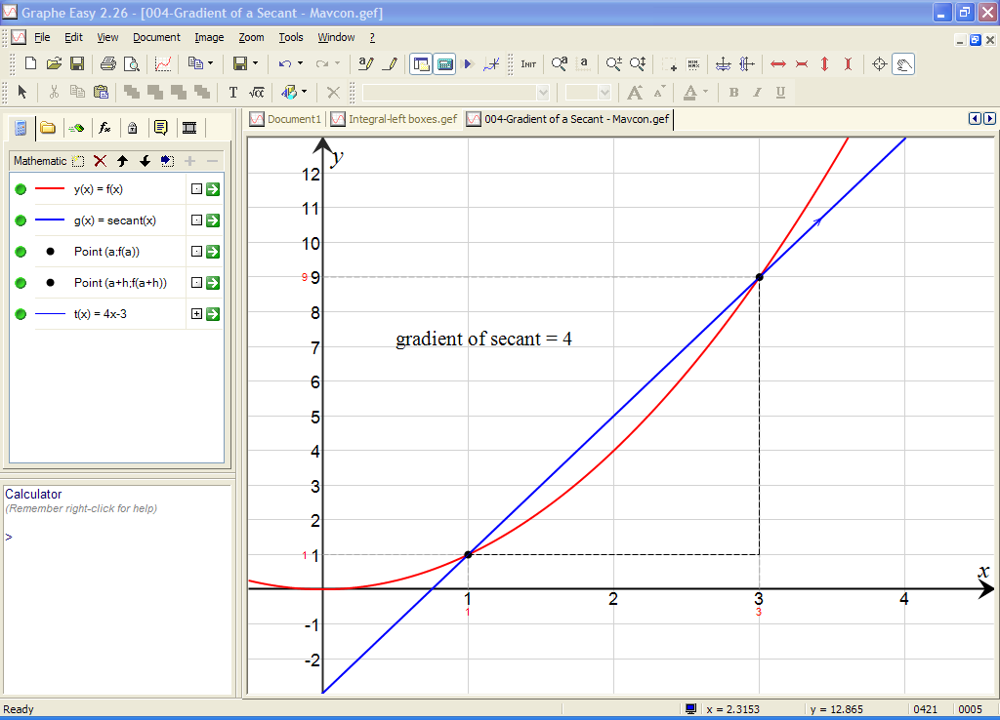 Graphe Easy 2.26 - [004-Gradient of a Secant - Mavcon.gef]
File Edit View Document Image Zoom Tools Window ?
INIT a
T
B I U
Document1 Integral-left boxes.gef 004-Gradient of a Secant - Mavcon.gef
Mathematic
y(x) = f(x)
g(x) = secant(x)
Point (a;f(a))
Point (a+h;f(a+h))
t(x) = 4x-3
Calculator
(Remember right-click for help)
>
y
12
11
10
9 9
8
gradient of secant = 4
7
6
5
4
3
2
1 1
x
1 2 3 4
1 3
-1
-2
Ready x = 2.3153 y = 12.865 0421 0005